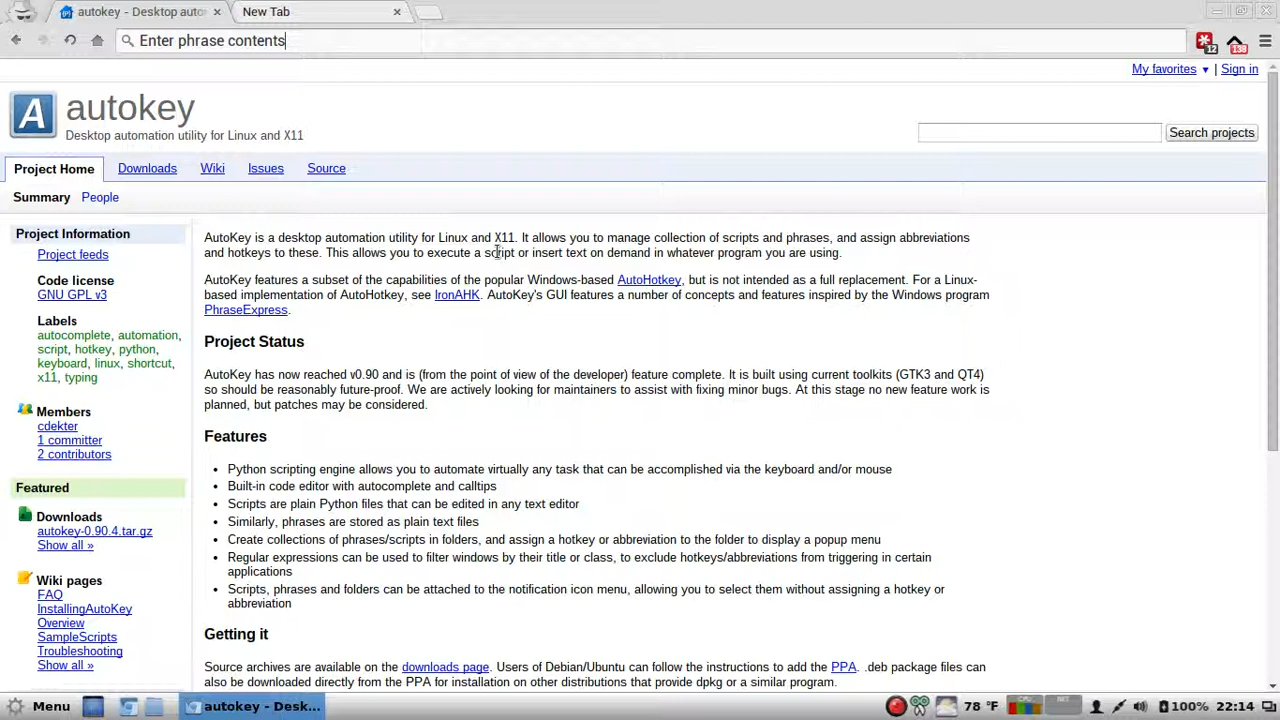 autokey - Desktop auto
New Tab
Enter phrase contents
12
138
My favorites ▼ | Sign in
A
autokey
Desktop automation utility for Linux and X11
Search projects
Project Home Downloads Wiki Issues Source
Summary People
Project Information
Project feeds
Code license
GNU GPL v3
Labels
autocomplete, automation,
script, hotkey, python,
keyboard, linux, shortcut,
x11, typing
Members
cdekter
1 committer
2 contributors
Featured
Downloads
autokey-0.90.4.tar.gz
Show all »
Wiki pages
FAQ
InstallingAutoKey
Overview
SampleScripts
Troubleshooting
Show all »
AutoKey is a desktop automation utility for Linux and X11. It allows you to manage collection of scripts and phrases, and assign abbreviations
and hotkeys to these. This allows you to execute a script or insert text on demand in whatever program you are using.
AutoKey features a subset of the capabilities of the popular Windows-based AutoHotkey, but is not intended as a full replacement. For a Linux-
based implementation of AutoHotkey, see IronAHK. AutoKey's GUI features a number of concepts and features inspired by the Windows program
PhraseExpress.
Project Status
AutoKey has now reached v0.90 and is (from the point of view of the developer) feature complete. It is built using current toolkits (GTK3 and QT4)
so should be reasonably future-proof. We are actively looking for maintainers to assist with fixing minor bugs. At this stage no new feature work is
planned, but patches may be considered.
Features
• Python scripting engine allows you to automate virtually any task that can be accomplished via the keyboard and/or mouse
• Built-in code editor with autocomplete and calltips
• Scripts are plain Python files that can be edited in any text editor
• Similarly, phrases are stored as plain text files
• Create collections of phrases/scripts in folders, and assign a hotkey or abbreviation to the folder to display a popup menu
• Regular expressions can be used to filter windows by their title or class, to exclude hotkeys/abbreviations from triggering in certain
applications
• Scripts, phrases and folders can be attached to the notification icon menu, allowing you to select them without assigning a hotkey or
abbreviation
Getting it
Source archives are available on the downloads page. Users of Debian/Ubuntu can follow the instructions to add the PPA. .deb package files can
also be downloaded directly from the PPA for installation on other distributions that provide dpkg or a similar program.
Menu
autokey - Desk...
78 °F
CPU
NET
100%
22:14